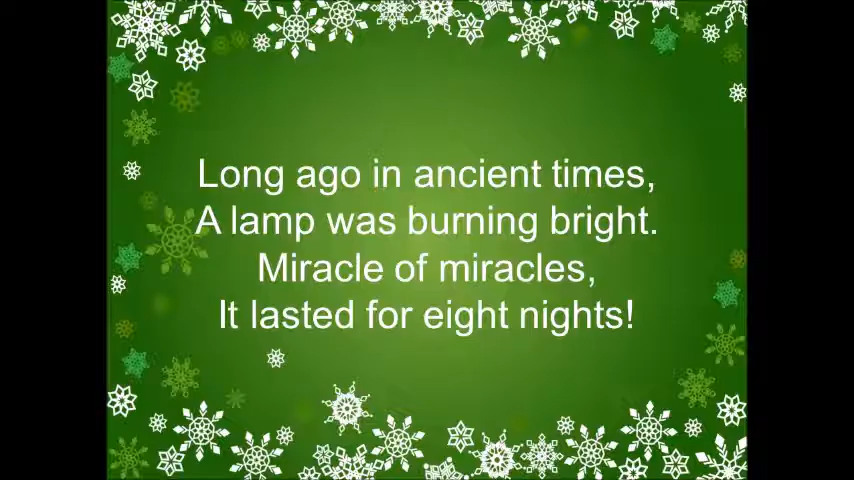 Long ago in ancient times,
A lamp was burning bright.
Miracle of miracles,
It lasted for eight nights!